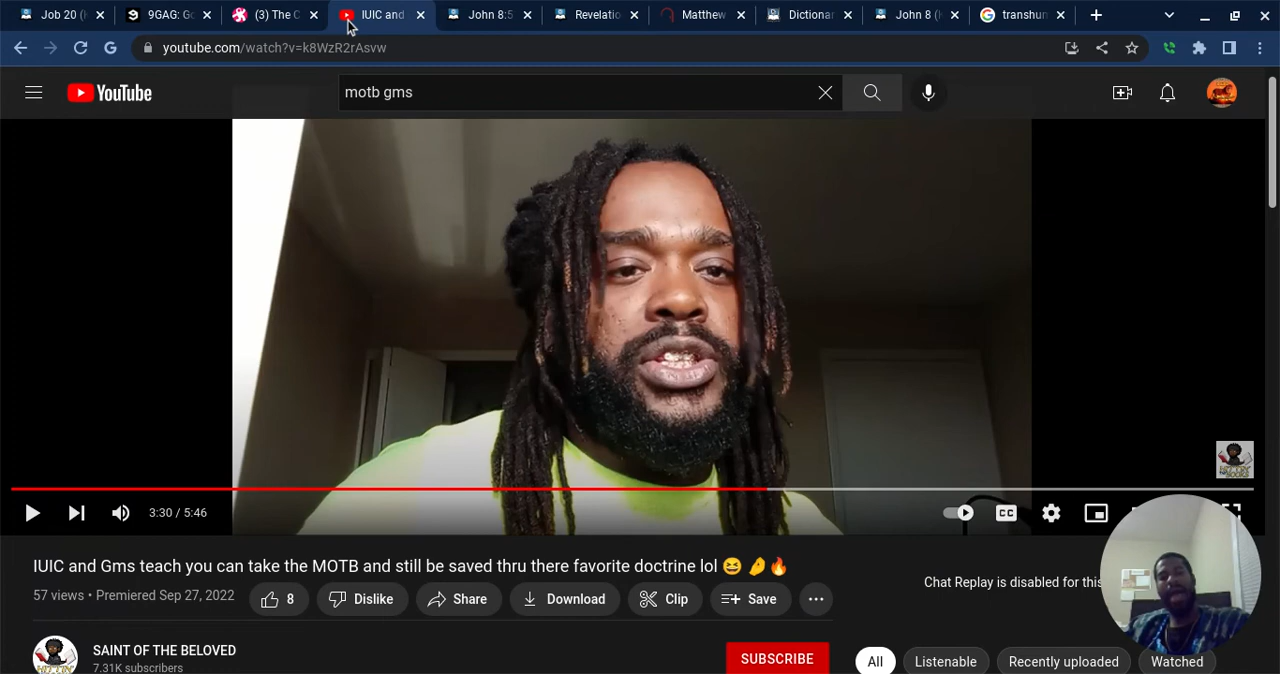 Job 20 (
9GAG: Go
(3) The C
IUIC and
John 8:5
Revelatio
Matthew
Dictionar
John 8 (
transhun
youtube.com/watch?v=k8WzR2rAsvw
YouTube
motb gms
3:30 / 5:46
CC
IUIC and Gms teach you can take the MOTB and still be saved thru there favorite doctrine lol 😆 🤌🔥
57 views • Premiered Sep 27, 2022
8
Dislike
Share
Download
Clip
Save
Chat Replay is disabled for this
SAINT OF THE BELOVED
7.31K subscribers
SUBSCRIBE
All
Listenable
Recently uploaded
Watched